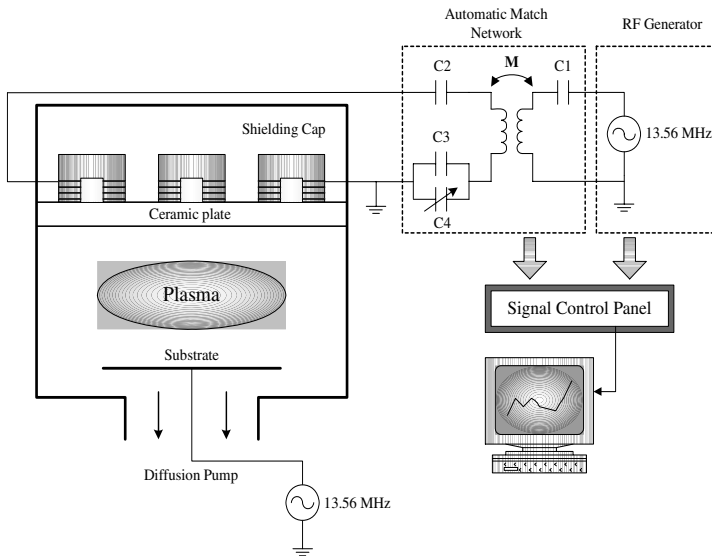 Automatic Match
Network
RF Generator
C2
M
C1
Shielding Cap
C3
13.56 MHz
C4
Ceramic plate
Plasma
Signal Control Panel
Substrate
Diffusion Pump
13.56 MHz